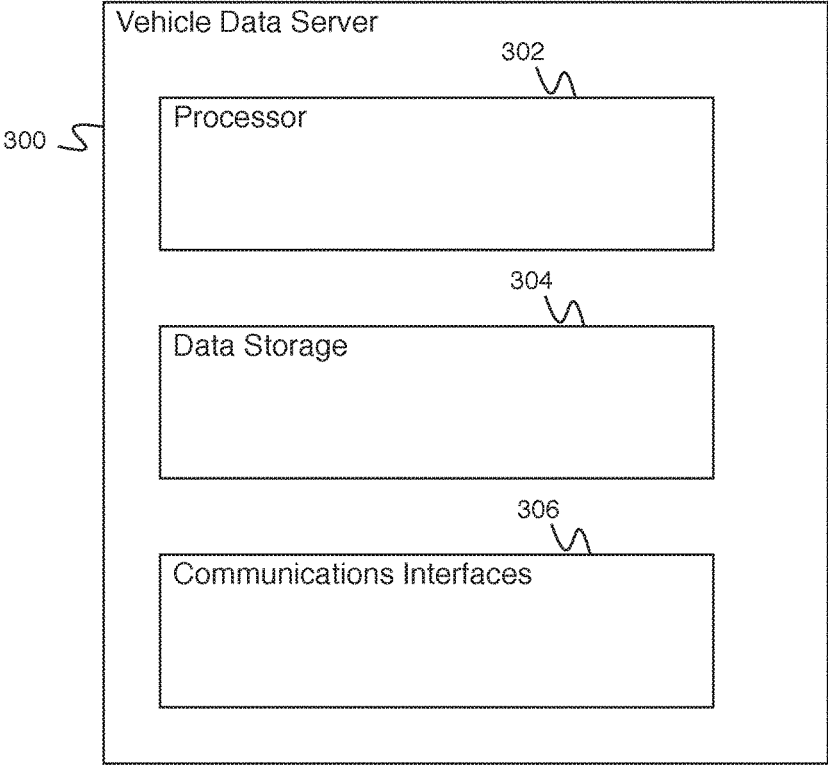 Vehicle Data Server
302
Processor
300
304
Data Storage
306
Communications Interfaces